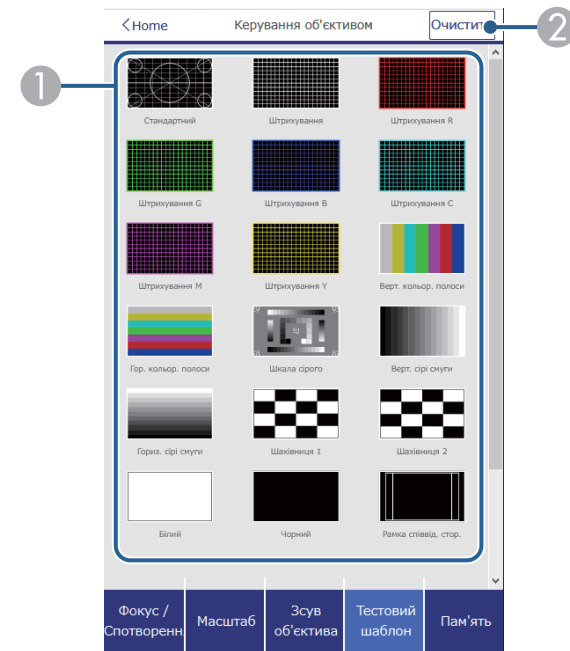 <Home
Керування об'єктивом
Очистит
2
1
Стандартний
Штрихування
Штрихування R
Штрихування G
Штрихування B
Штрихування C
Штрихування M
Штрихування Y
Верт. кольор. полоси
Гор. кольор. полоси
Шкала сірого
Верт. сірі смуги
Гориз. сірі смуги
Шахівниця 1
Шахівниця 2
Білий
Чорний
Рамка співвід. стор.
Фокус /
Спотворенн
Масштаб
Зсув
об'єктива
Тестовий
шаблон
Пам'ять